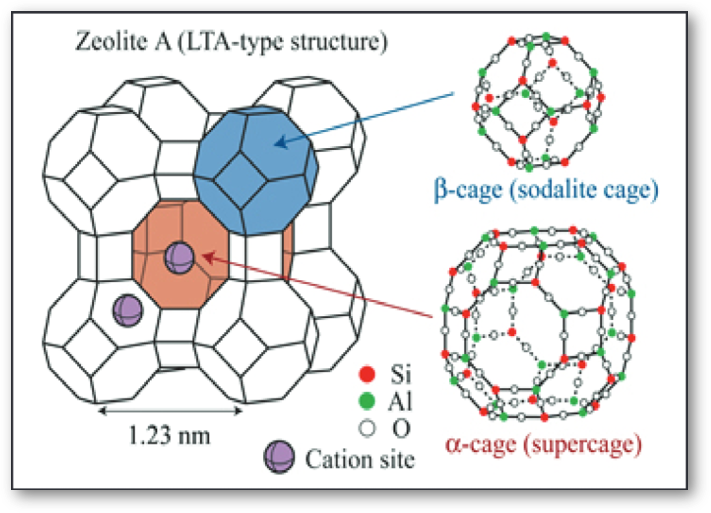 Zeolite A (LTA-type structure)
β-cage (sodalite cage)
Si
Al
O
1.23 nm
α-cage (supercage)
Cation site